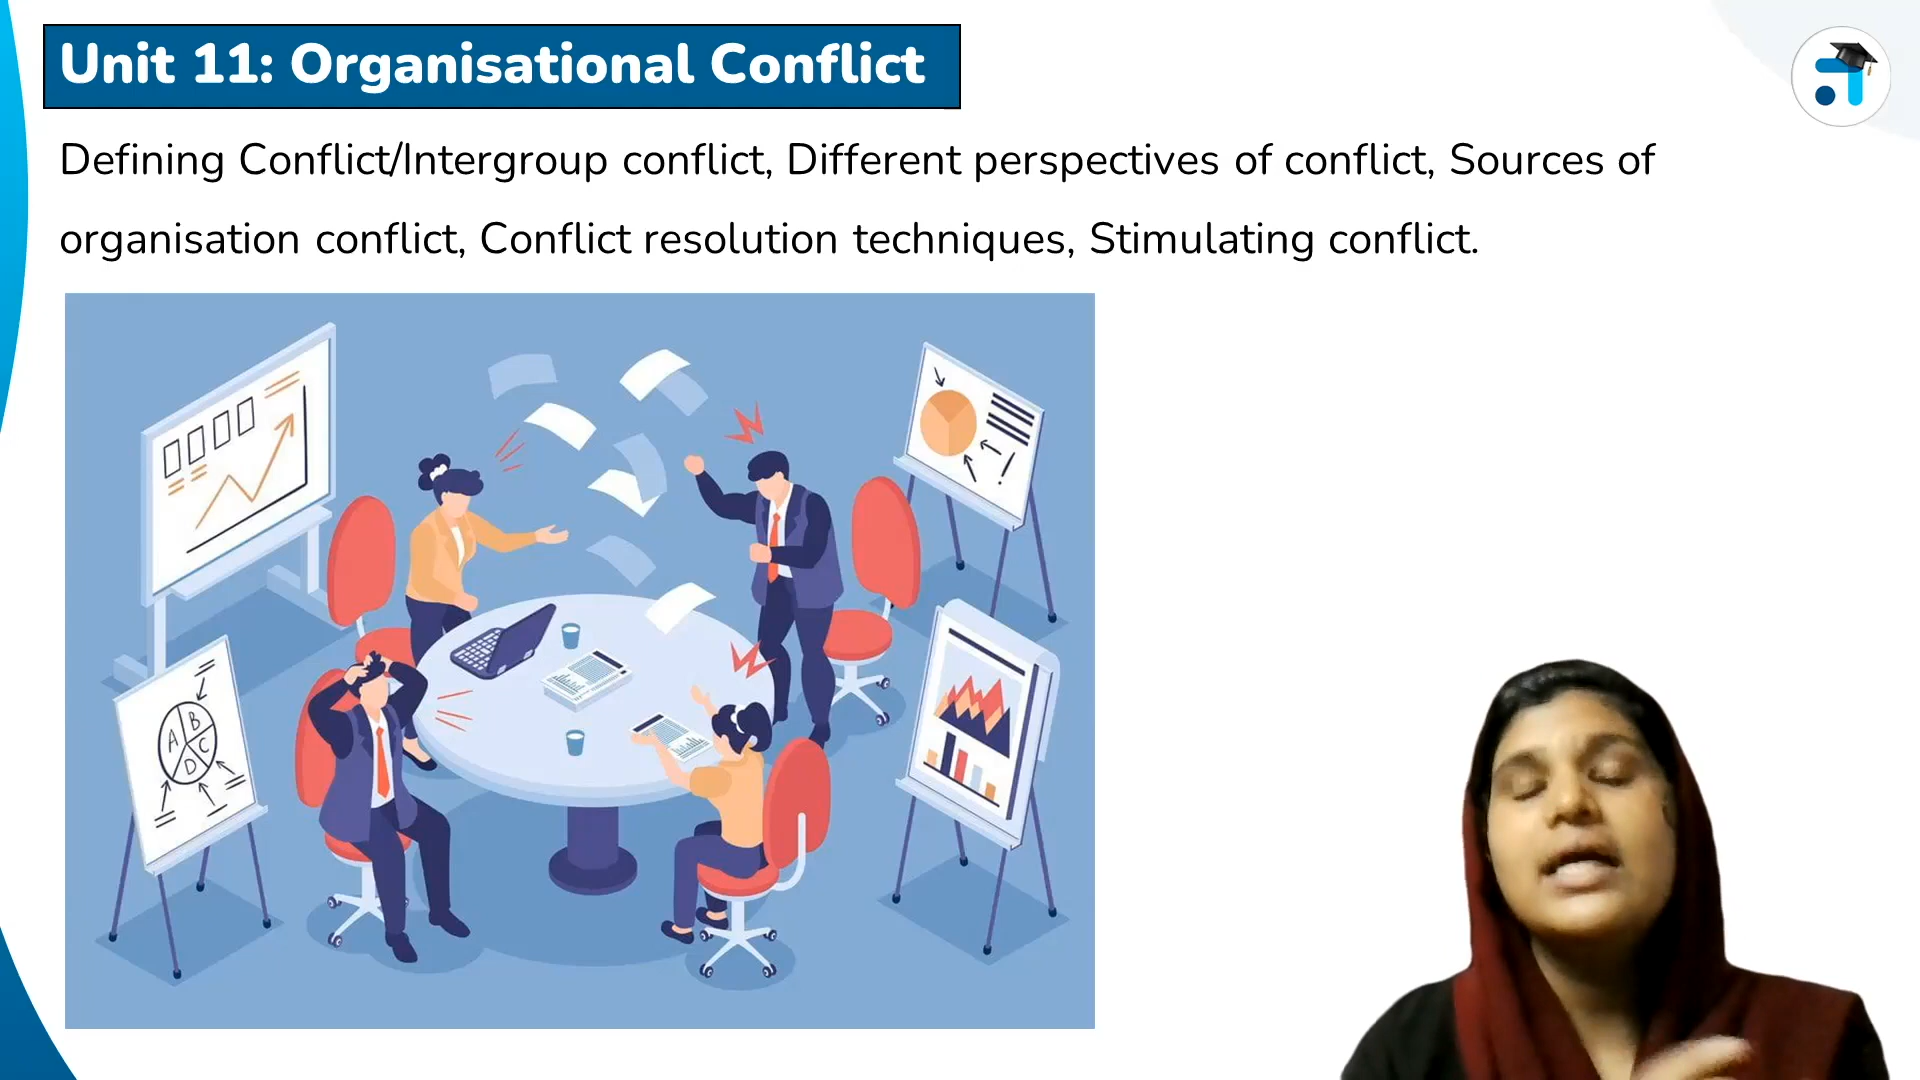 Unit 11: Organisational Conflict
Defining Conflict/Intergroup conflict, Different perspectives of conflict, Sources of
organisation conflict, Conflict resolution techniques, Stimulating conflict.
A
B
C
D